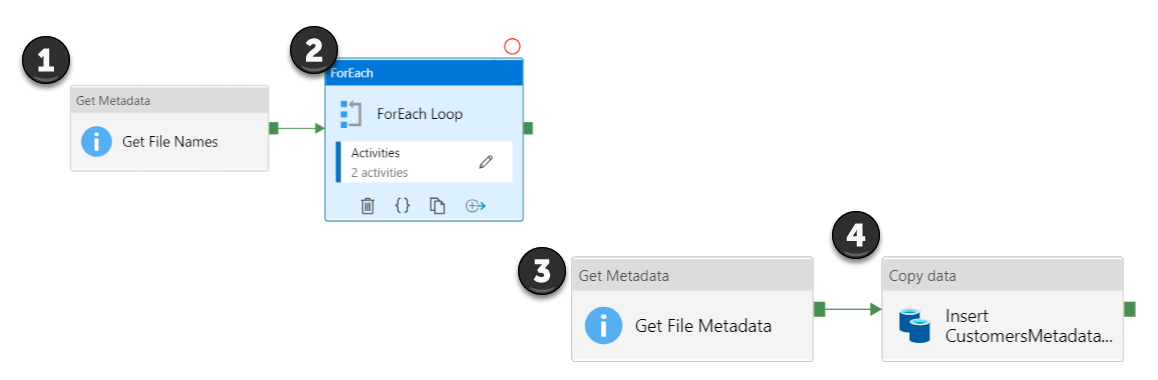 1
Get Metadata
Get File Names
2
ForEach
ForEach Loop
Activities
2 activities
{}
3
Get Metadata
Get File Metadata
4
Copy data
Insert
CustomersMetadata...